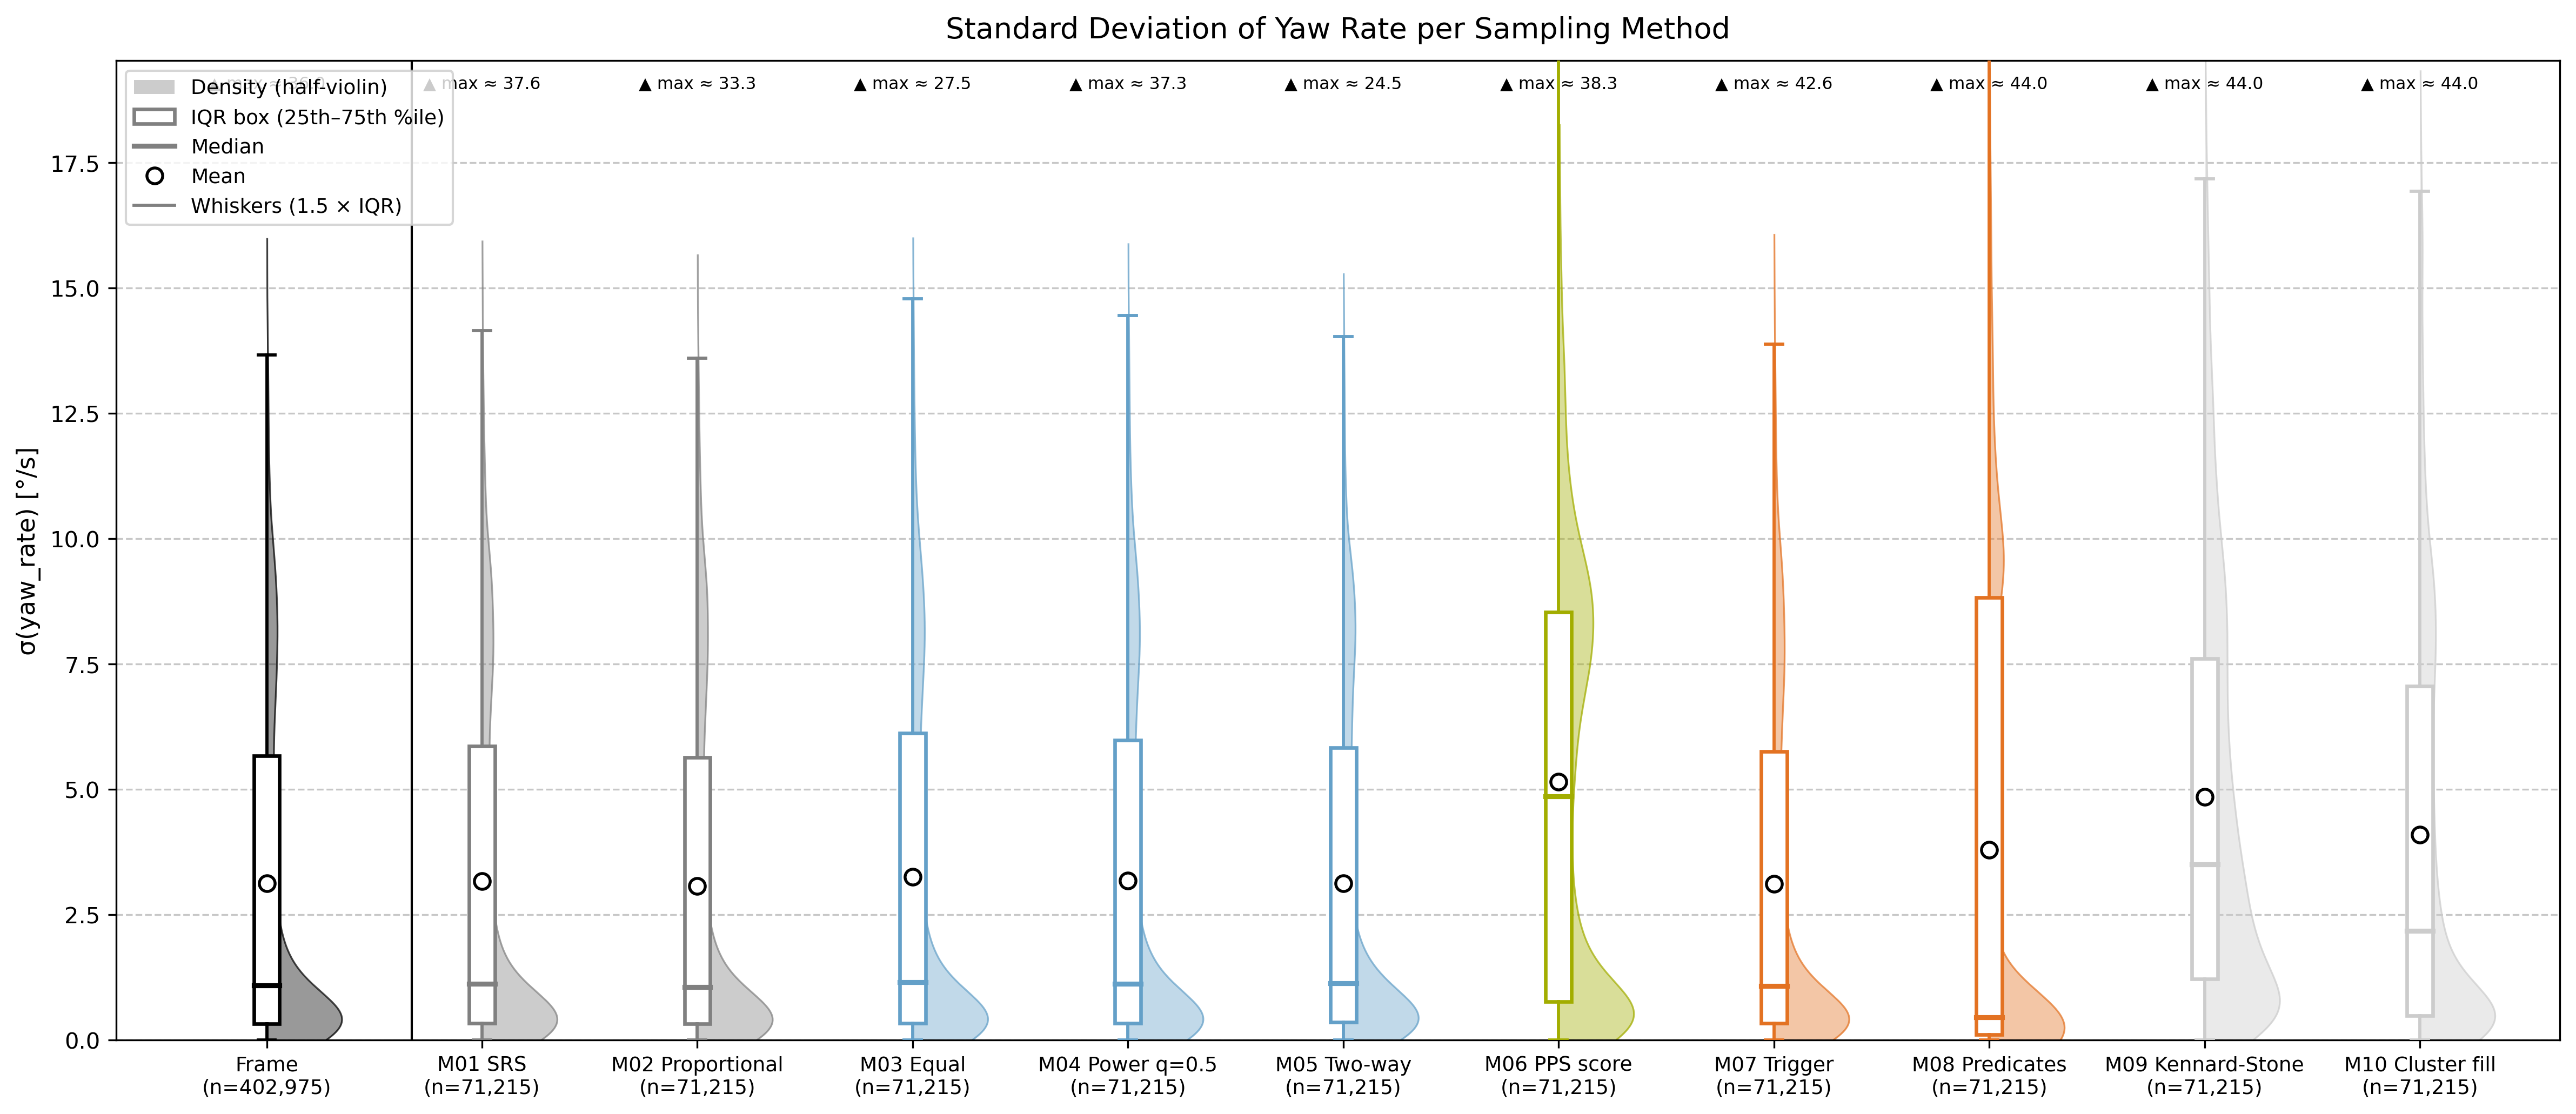 Standard Deviation of Yaw Rate per Sampling Method
▲ max ≈ 37.6
▲ max ≈ 33.3
▲ max ≈ 27.5
▲ max ≈ 37.3
▲ max ≈ 24.5
▲ max ≈ 38.3
▲ max ≈ 42.6
▲ max ≈ 44.0
▲ max ≈ 44.0
▲ max ≈ 44.0
Density (half-violin)
IQR box (25th–75th %ile)
Median
Mean
Whiskers (1.5 × IQR)
σ(yaw_rate) [°/s]
17.5
15.0
12.5
10.0
7.5
5.0
2.5
0.0
Frame
(n=402,975)
M01 SRS
(n=71,215)
M02 Proportional
(n=71,215)
M03 Equal
(n=71,215)
M04 Power q=0.5
(n=71,215)
M05 Two-way
(n=71,215)
M06 PPS score
(n=71,215)
M07 Trigger
(n=71,215)
M08 Predicates
(n=71,215)
M09 Kennard-Stone
(n=71,215)
M10 Cluster fill
(n=71,215)